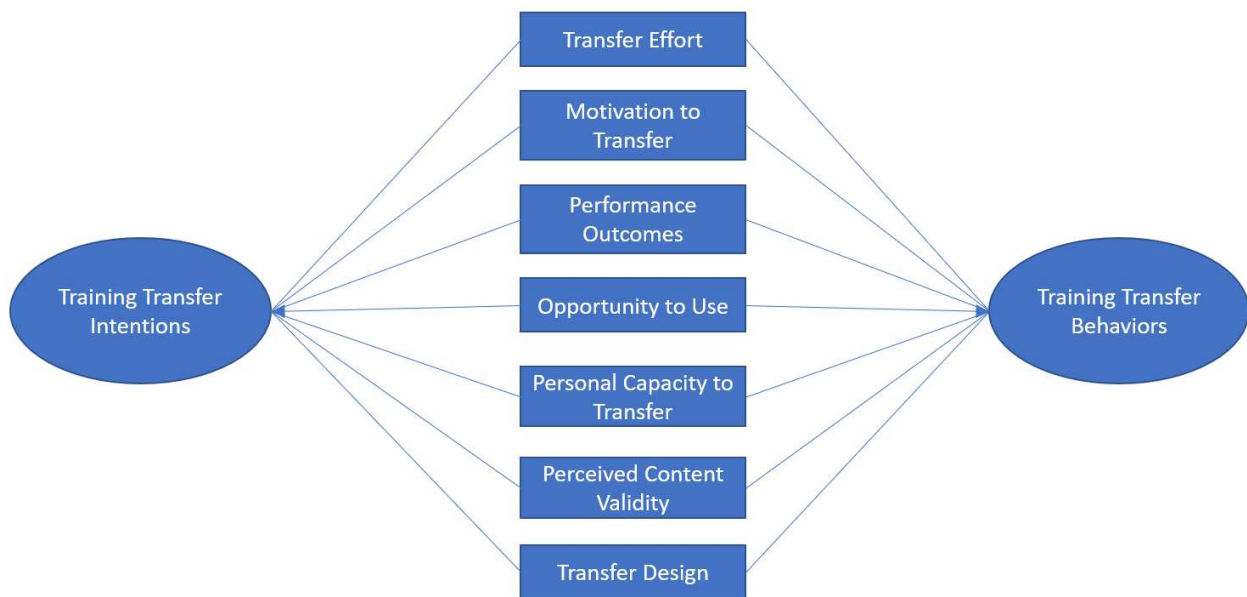 Transfer Effort
Motivation to
Transfer
Performance
Outcomes
Training Transfer
Intentions
Opportunity to Use
Training Transfer
Behaviors
Personal Capacity to
Transfer
Perceived Content
Validity
Transfer Design